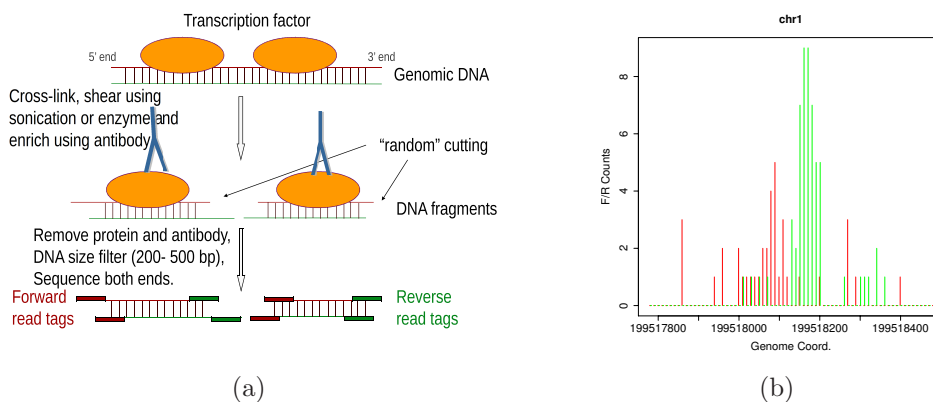 Transcription factor
5' end
3' end
Genomic DNA
Cross-link, shear using
sonication or enzyme and
enrich using antibody
“random” cutting
DNA fragments
Remove protein and antibody,
DNA size filter (200- 500 bp),
Sequence both ends.
Forward
read tags
Reverse
read tags
(a)
chr1
F/R Counts
8
6
4
2
0
199517800 199518000 199518200 199518400
Genome Coord.
(b)